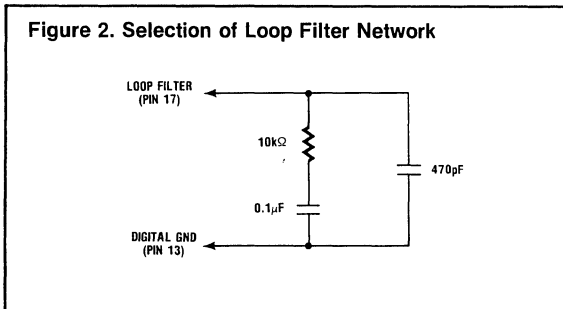 Figure 2. Selection of Loop Filter Network
LOOP FILTER
(PIN 17)
10kΩ
470pF
0.1µF
DIGITAL GND
(PIN 13)